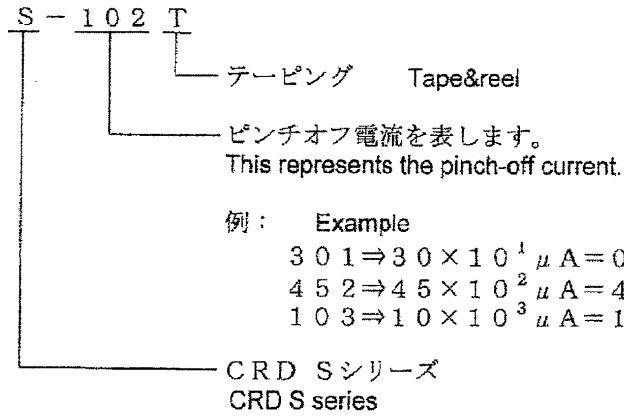 S-102T
テーピング Tape&reel
ピンチオフ電流を表します。
This represents the pinch-off current.
例： Example
301⇒30×10¹μA=0
452⇒45×10²μA=4
103⇒10×10³μA=1
CRD Sシリーズ
CRD S series